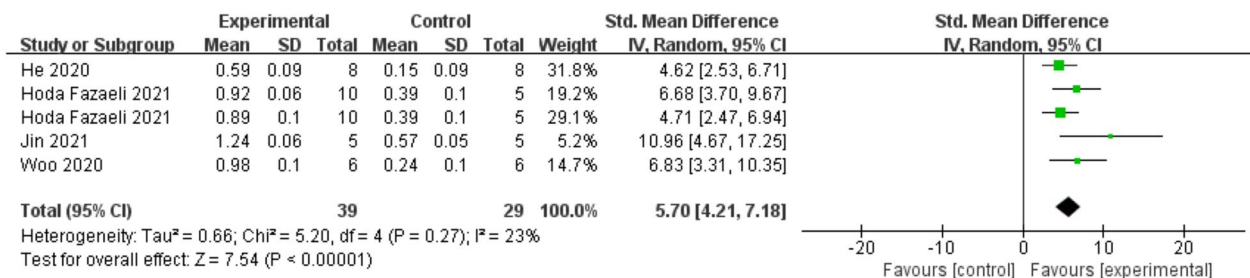 Experimental Control Std. Mean Difference Std. Mean Difference
Study or Subgroup Mean SD Total Mean SD Total Weight IV, Random, 95% CI IV, Random, 95% CI
He 2020 0.59 0.09 8 0.15 0.09 8 31.8% 4.62 [2.53, 6.71]
Hoda Fazaeli 2021 0.92 0.06 10 0.39 0.1 5 19.2% 6.68 [3.70, 9.67]
Hoda Fazaeli 2021 0.89 0.1 10 0.39 0.1 5 29.1% 4.71 [2.47, 6.94]
Jin 2021 1.24 0.06 5 0.57 0.05 5 5.2% 10.96 [4.67, 17.25]
Woo 2020 0.98 0.1 6 0.24 0.1 6 14.7% 6.83 [3.31, 10.35]
Total (95% CI) 39 29 100.0% 5.70 [4.21, 7.18]
Heterogeneity: Tau² = 0.66; Chi² = 5.20, df = 4 (P = 0.27); I² = 23%
Test for overall effect: Z = 7.54 (P < 0.00001)
-20 -10 0 10 20
Favours [control] Favours [experimental]